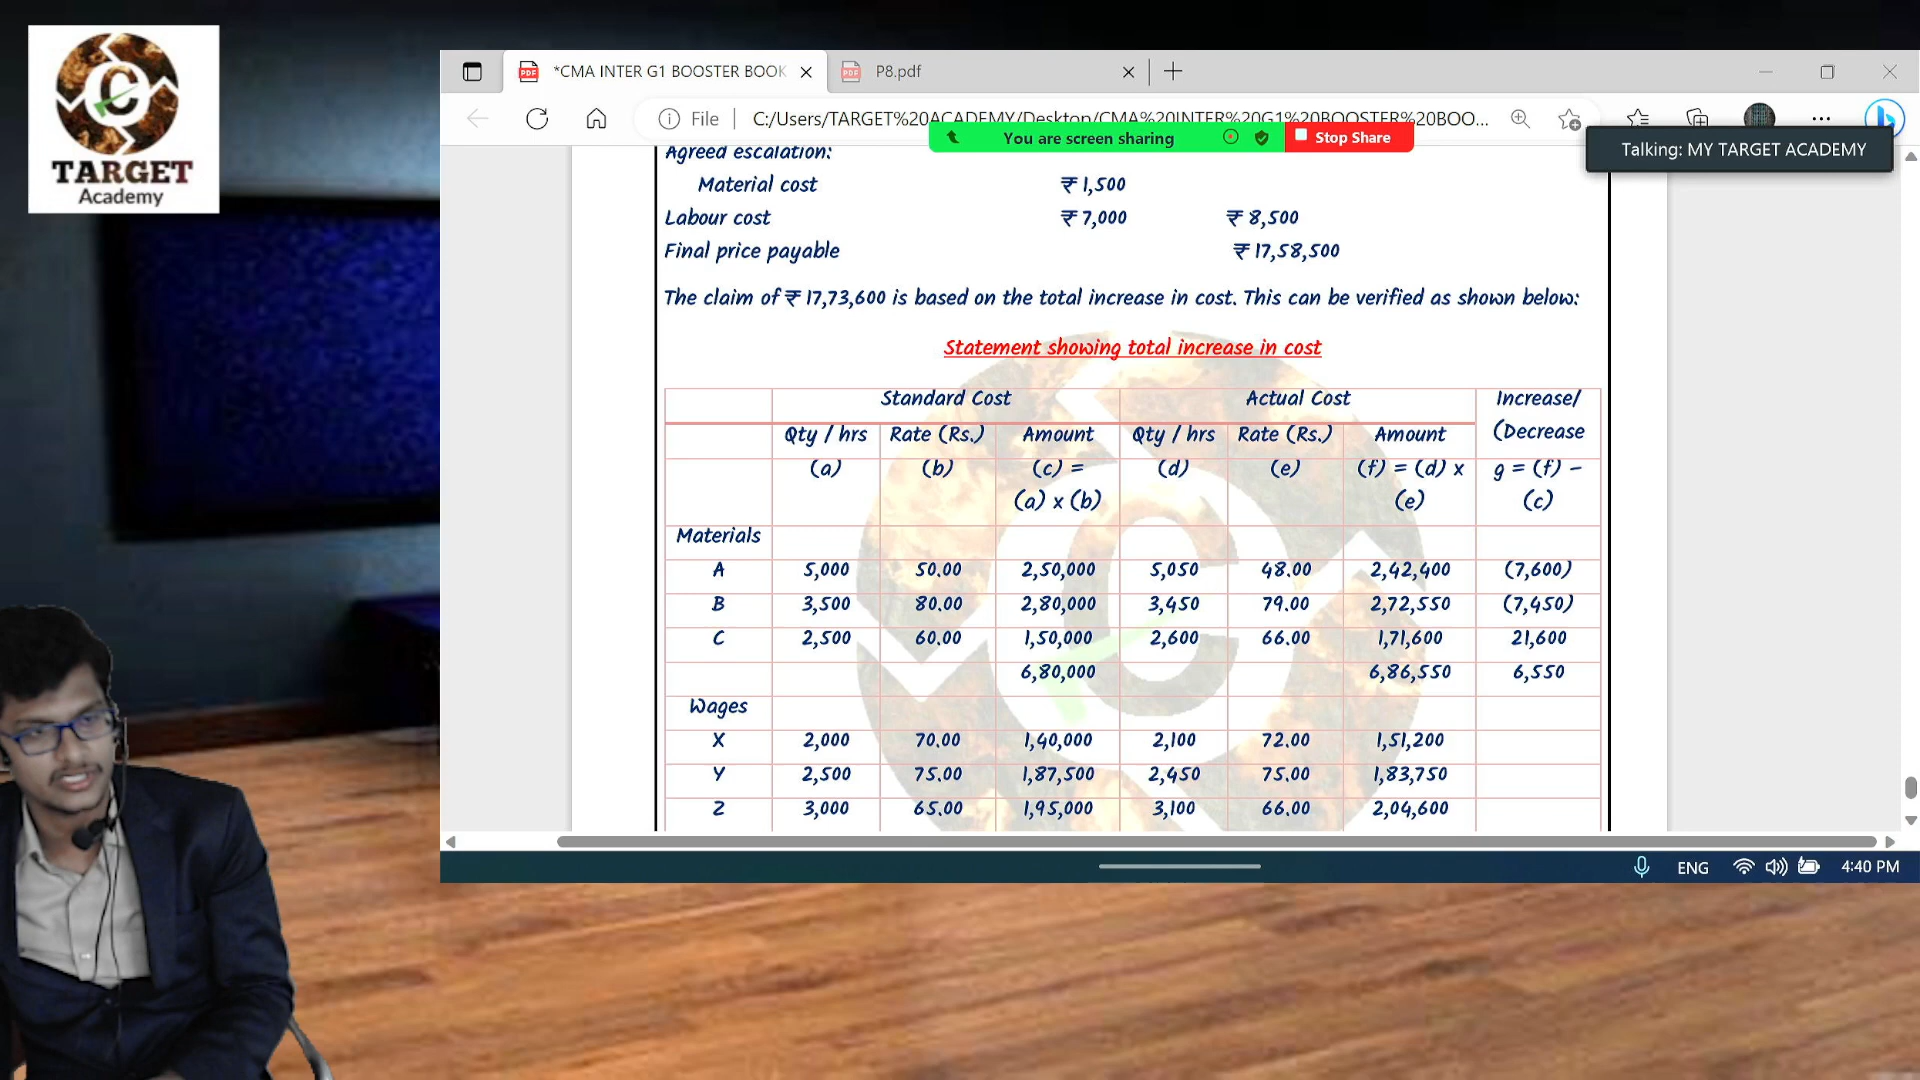 TARGET
Academy
*CMA INTER G1 BOOSTER BOOK
P8.pdf
File
C:/Users/TARGET%20ACADEMY/Desktop/CMA%20INTER%20G1%20BOOSTER%20BOO...
You are screen sharing
Stop Share
Talking: MY TARGET ACADEMY
Agreed escalation:
Material cost ₹ 1,500
Labour cost ₹ 7,000 ₹ 8,500
Final price payable ₹ 17,58,500
The claim of ₹ 17,73,600 is based on the total increase in cost. This can be verified as shown below:
Statement showing total increase in cost
Standard Cost Actual Cost Increase/
Qty / hrs Rate (Rs.) Amount Qty / hrs Rate (Rs.) Amount (Decrease
(a) (b) (c) = (d) (e) (f) = (d) x g = (f) –
(a) x (b) (e) (c)
Materials
A 5,000 50.00 2,50,000 5,050 48.00 2,42,400 (7,600)
B 3,500 80.00 2,80,000 3,450 79.00 2,72,550 (7,450)
C 2,500 60.00 1,50,000 2,600 66.00 1,71,600 21,600
6,80,000 6,86,550 6,550
Wages
X 2,000 70.00 1,40,000 2,100 72.00 1,51,200
Y 2,500 75.00 1,87,500 2,450 75.00 1,83,750
Z 3,000 65.00 1,95,000 3,100 66.00 2,04,600
ENG 4:40 PM